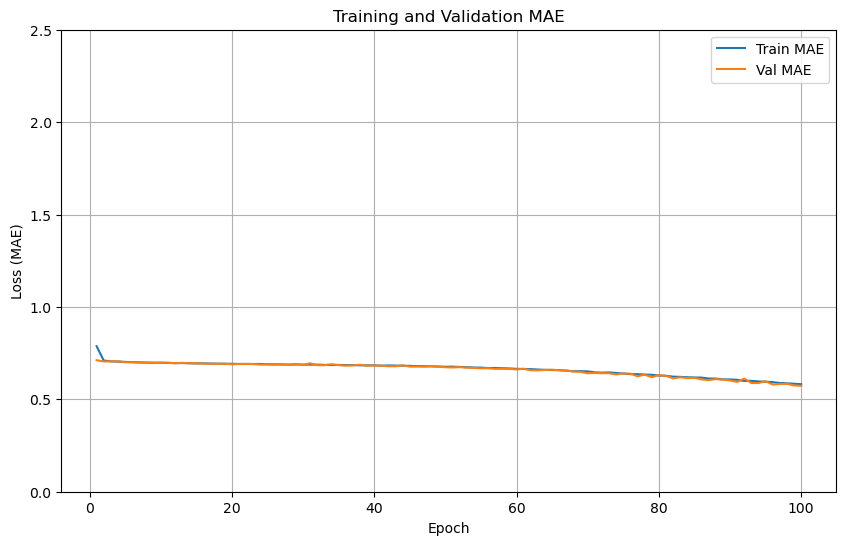 Training and Validation MAE
2.5
2.0
1.5
1.0
0.5
0.0
Loss (MAE)
Train MAE
Val MAE
0 20 40 60 80 100
Epoch